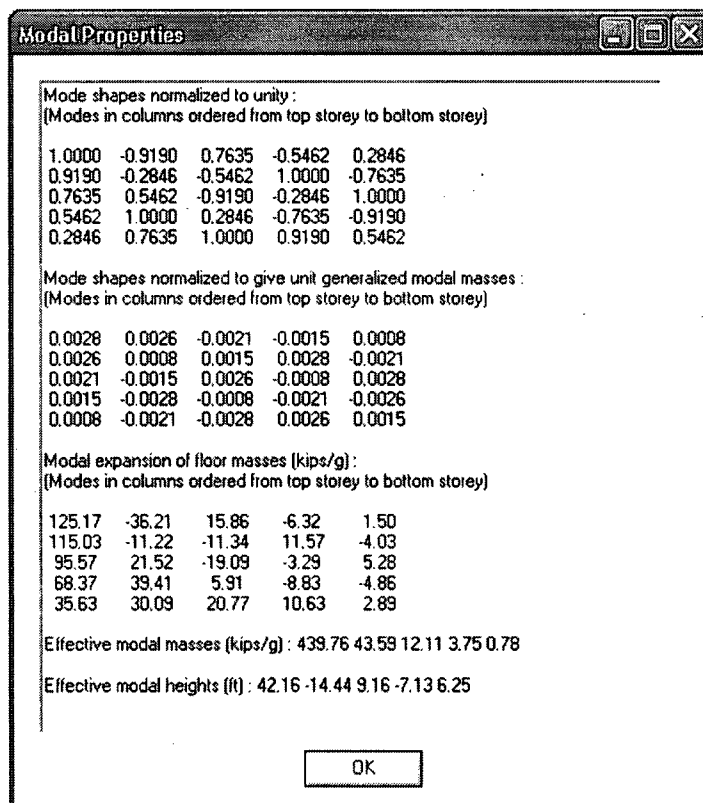 Modal Properties
Mode shapes normalized to unity :
(Modes in columns ordered from top storey to bottom storey)
1.0000 -0.9190 0.7635 -0.5462 0.2846
0.9190 -0.2846 -0.5462 1.0000 -0.7635
0.7635 0.5462 -0.9190 -0.2846 1.0000
0.5462 1.0000 0.2846 -0.7635 -0.9190
0.2846 0.7635 1.0000 0.9190 0.5462
Mode shapes normalized to give unit generalized modal masses :
(Modes in columns ordered from top storey to bottom storey)
0.0028 0.0026 -0.0021 -0.0015 0.0008
0.0026 0.0008 0.0015 0.0028 -0.0021
0.0021 -0.0015 0.0026 -0.0008 0.0028
0.0015 -0.0028 -0.0008 -0.0021 -0.0026
0.0008 -0.0021 -0.0028 0.0026 0.0015
Modal expansion of floor masses (kips/g) :
(Modes in columns ordered from top storey to bottom storey)
125.17 -36.21 15.86 -6.32 1.50
115.03 -11.22 -11.34 11.57 -4.03
95.57 21.52 -19.09 -3.29 5.28
68.37 39.41 5.91 -8.83 -4.86
35.63 30.09 20.77 10.63 2.89
Effective modal masses (kips/g) : 439.76 43.59 12.11 3.75 0.78
Effective modal heights (ft) : 42.16 -14.44 9.16 -7.13 6.25
OK